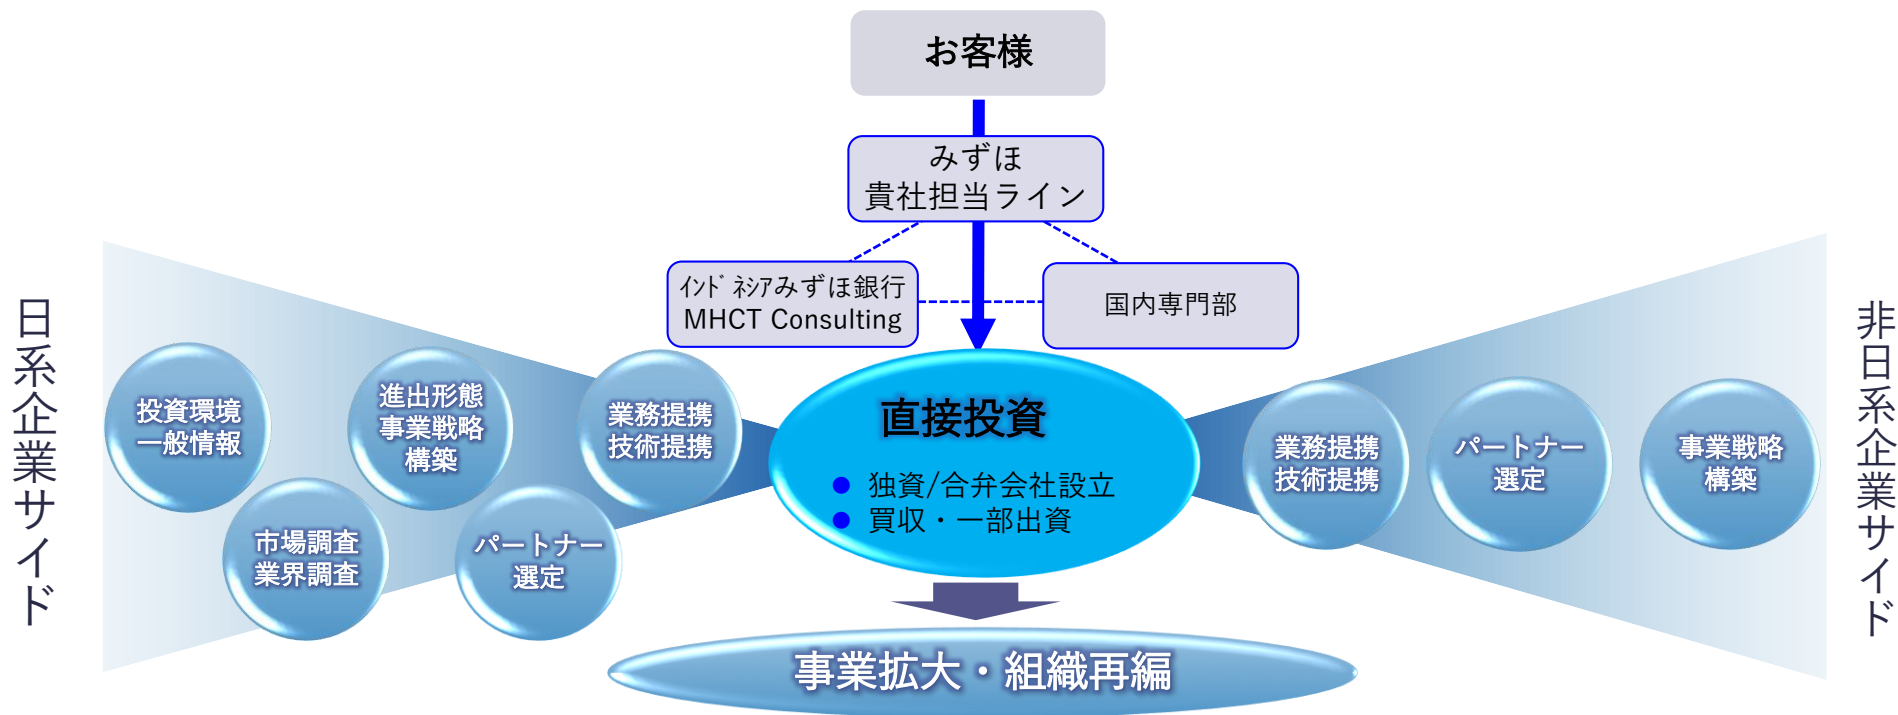 お客様
みずほ
貴社担当ライン
ｲﾝﾄﾞﾈｼｱみずほ銀行
MHCT Consulting
国内専門部
日系企業サイド
投資環境
一般情報
市場調査
業界調査
進出形態
事業戦略
構築
パートナー
選定
業務提携
技術提携
直接投資
● 独資/合弁会社設立
● 買収・一部出資
業務提携
技術提携
パートナー
選定
事業戦略
構築
非日系企業サイド
事業拡大・組織再編